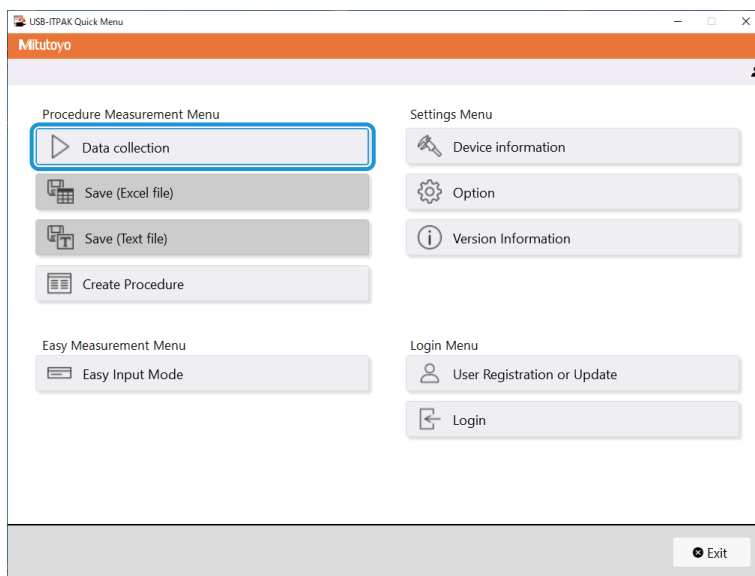 USB-ITPAK Quick Menu
Mitutoyo
Procedure Measurement Menu
Data collection
Save (Excel file)
Save (Text file)
Create Procedure
Easy Measurement Menu
Easy Input Mode
Settings Menu
Device information
Option
Version Information
Login Menu
User Registration or Update
Login
Exit